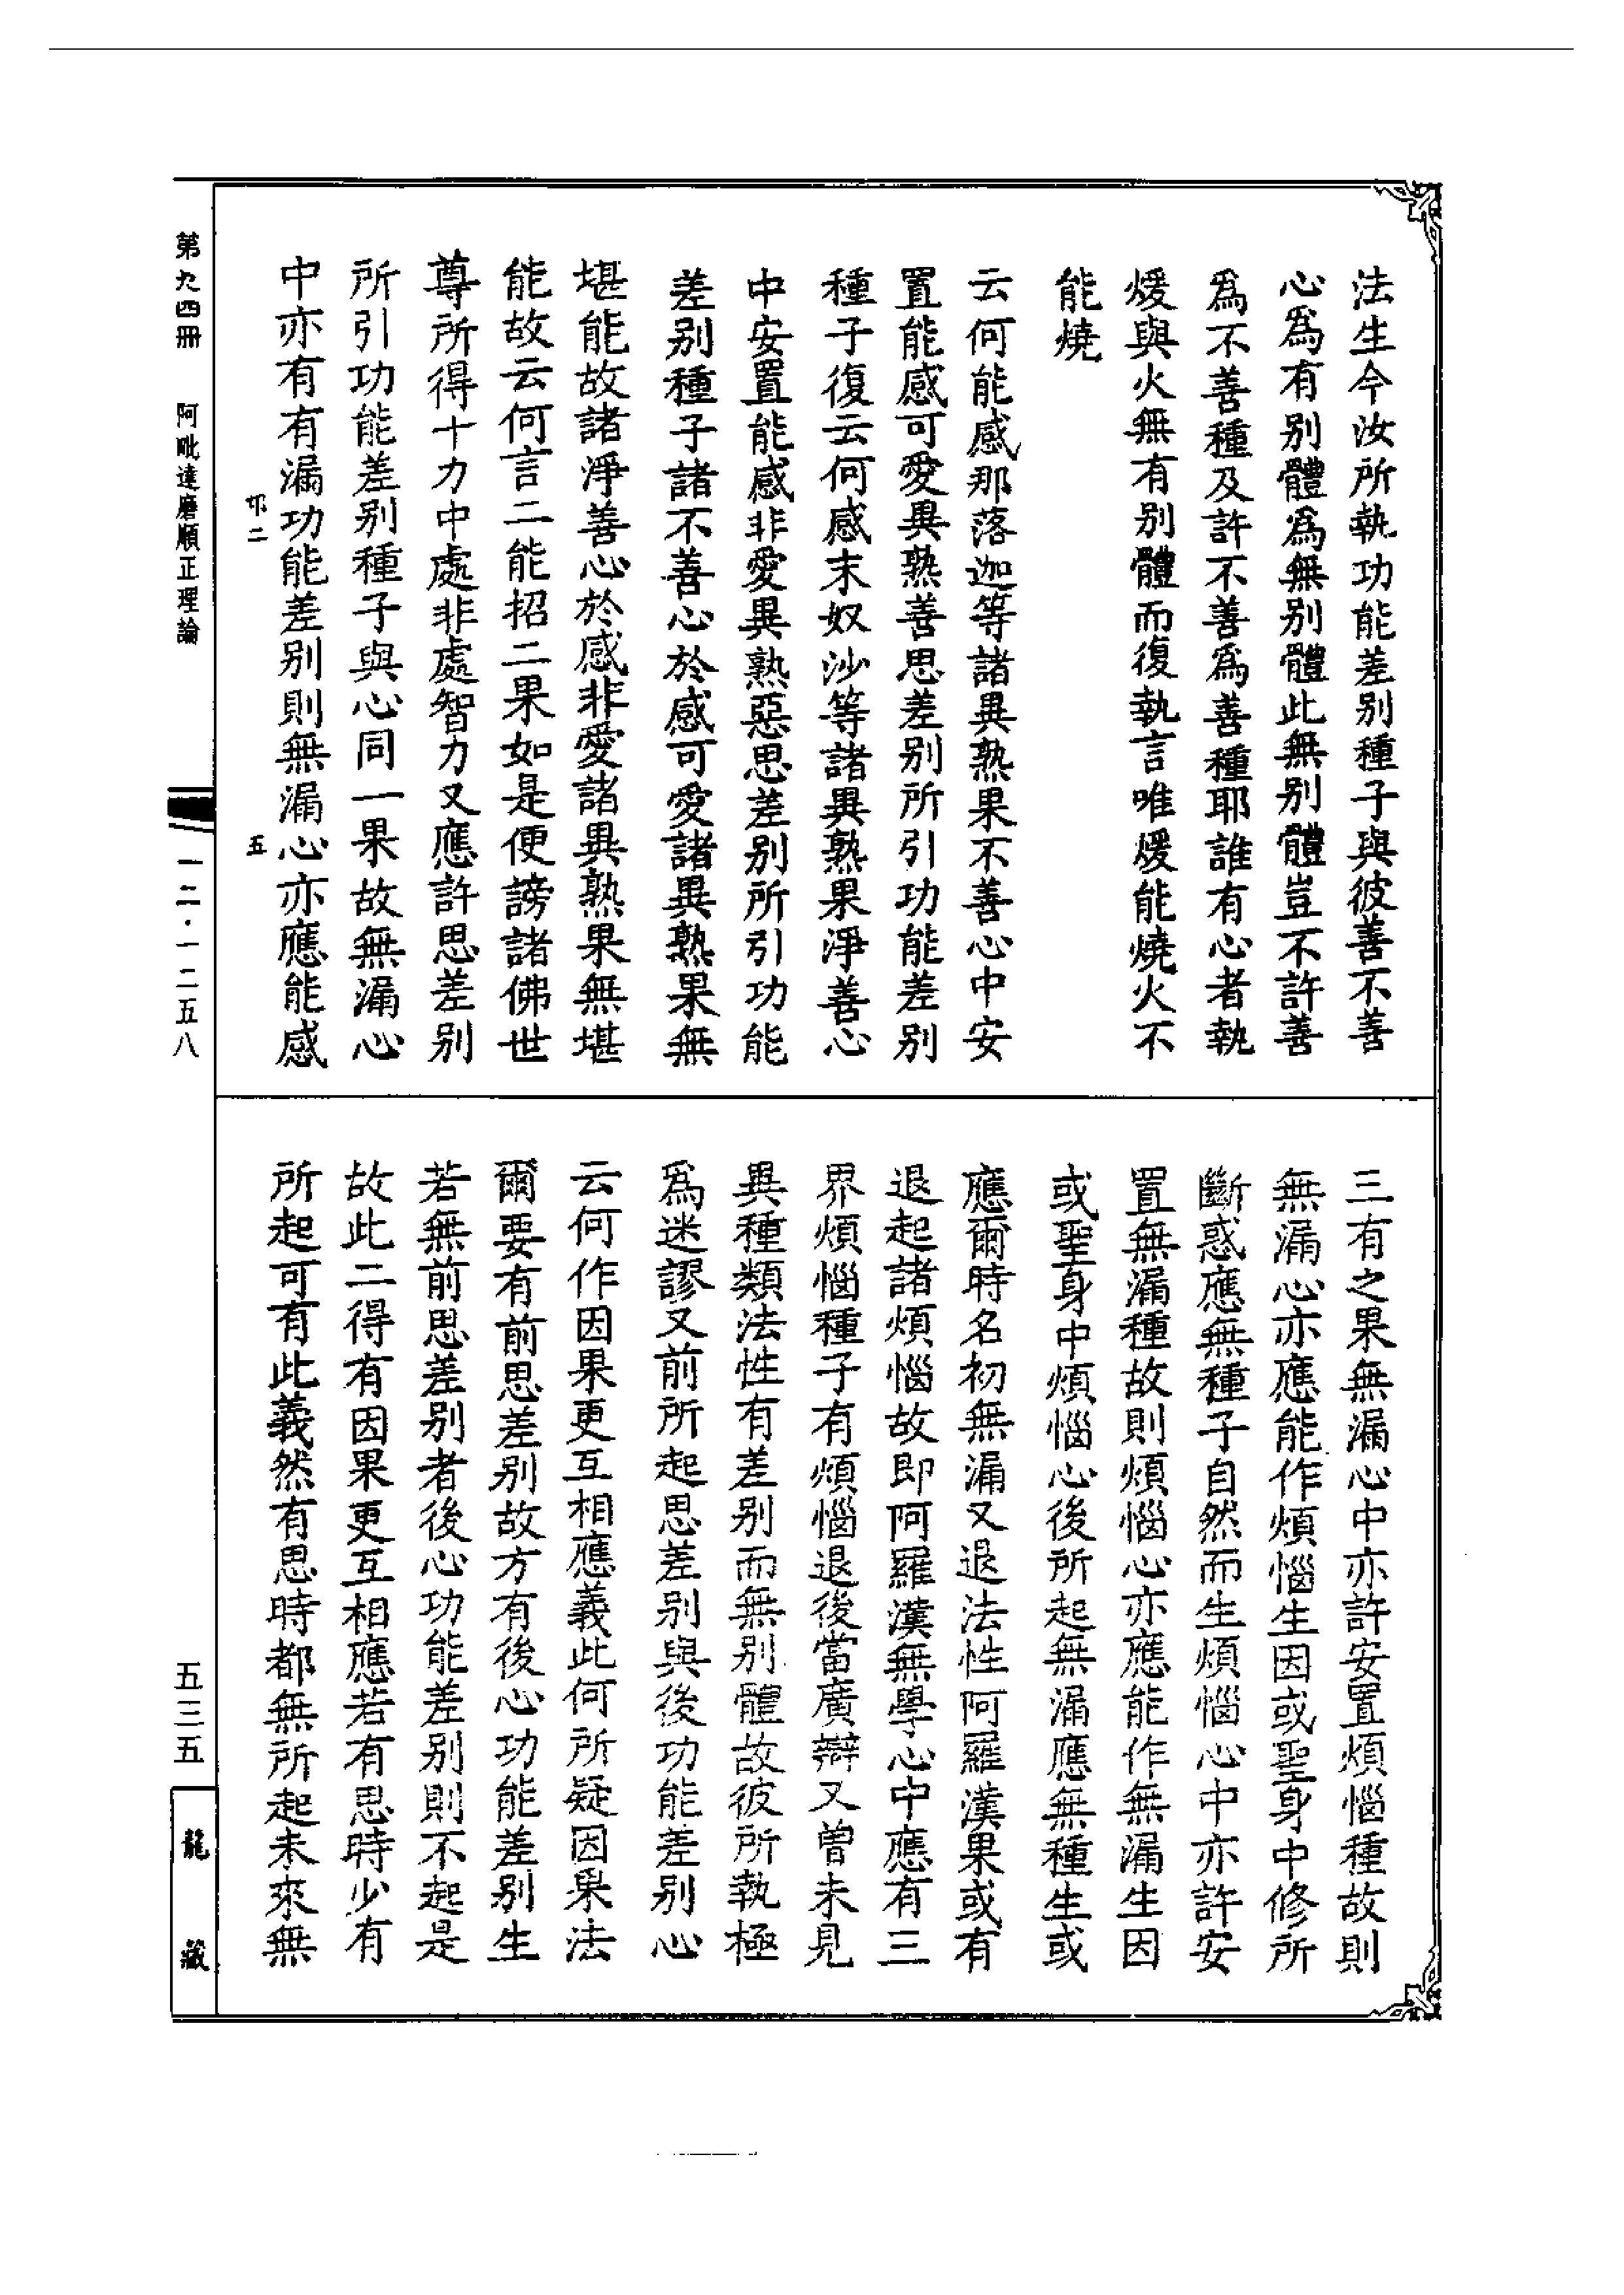 法生今汝所執功能差别種子與彼善不善
心爲有别體爲無别體此無别體豈不許善
爲不善種及許不善爲善種耶誰有心者執
煖與火無有别體而復執言唯煖能燒火不
能燒
云何能感那落迦等諸異熟果不善心中安
置能感可愛異熟善思差别所引功能差别
種子復云何感末奴沙等諸異熟果淨善心
中安置能感非愛異熟惡思差别所引功能
差别種子諸不善心於感可愛諸異熟果無
堪能故諸淨善心於感非愛諸異熟果無堪
能故云何言二能招二果如是便謗諸佛世
尊所得十力中處非處智力又應許思差别
所引功能差别種子與心同一果故無漏心
中亦有有漏功能差别則無漏心亦應能感
三有之果無漏心中亦許安置煩惱種故則
無漏心亦應能作煩惱生因或聖身中修所
斷惑應無種子自然而生煩惱心中亦許安
置無漏種故則煩惱心亦應能作無漏生因
或聖身中煩惱心後所起無漏應無種生或
應爾時名初無漏又退法性阿羅漢果或有
退起諸煩惱故即阿羅漢無學心中應有三
界煩惱種子有煩惱退後當廣辯又曾未見
異種類法性有差别而無别體故彼所執極
爲迷謬又前所起思差别與後功能差别心
云何作因果更互相應義此何所疑因果法
爾要有前思差别故方有後心功能差别生
若無前思差别者後心功能差别則不起是
故此二得有因果更互相應若有思時少有
所起可有此義然有思時都無所起未來無
第九四冊 阿毗達磨順正理論
二 五
一二·一二五八
五三五
龍藏